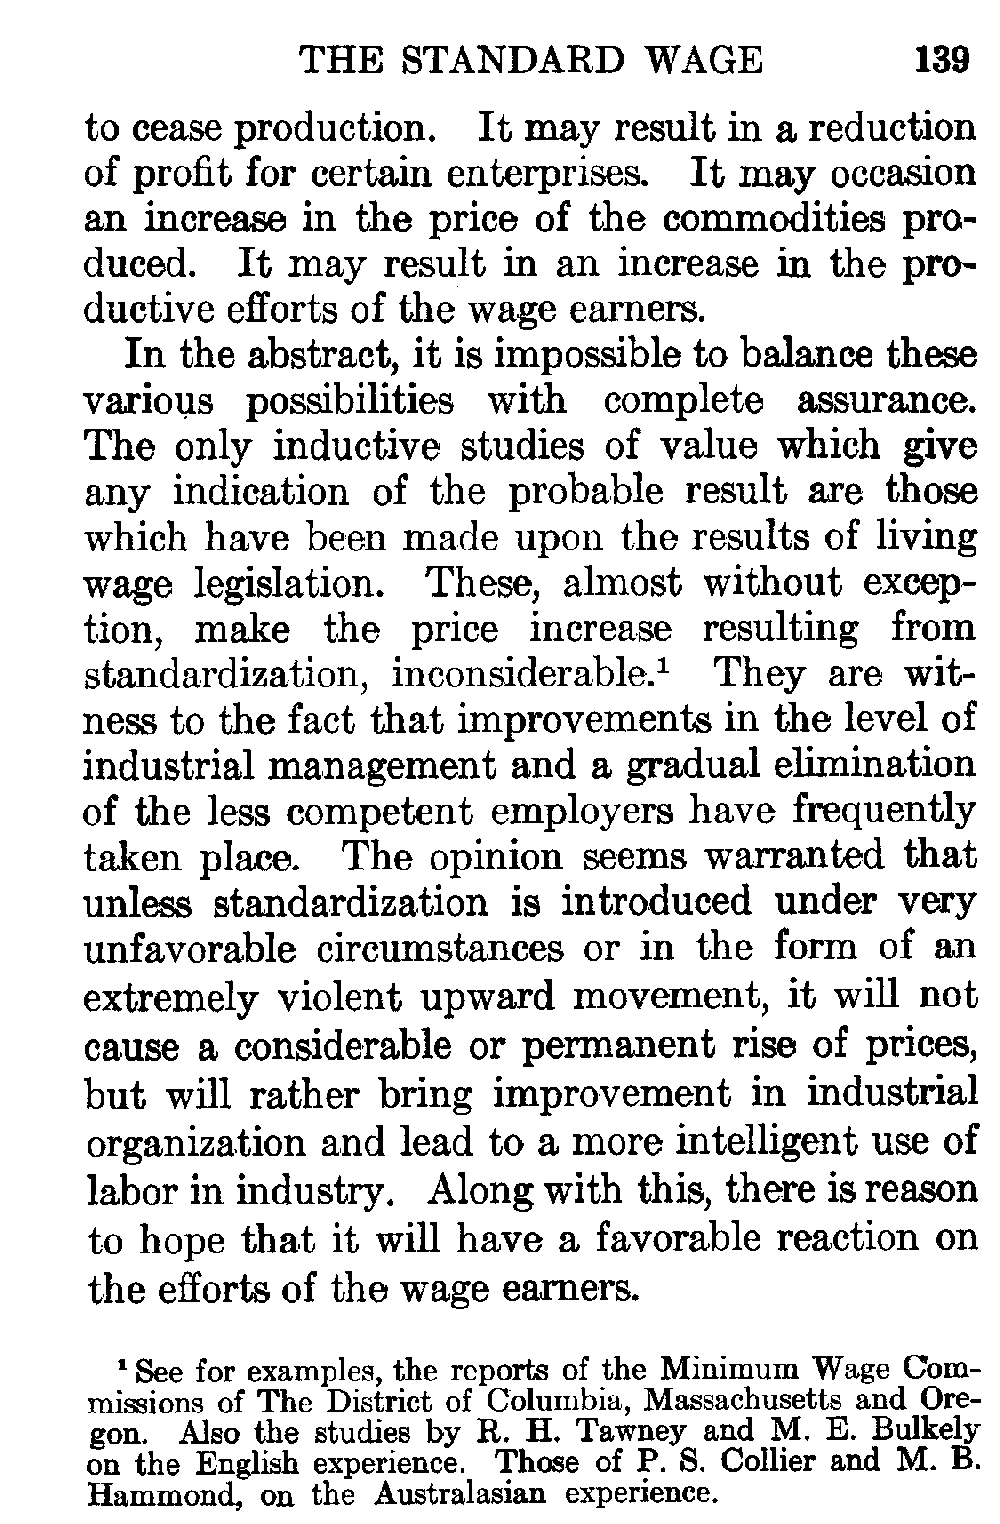 THE STANDARD WAGE 139
to cease production. It may result in a reduction
of profit for certain enterprises. It may occasion
an increase in the price of the commodities pro-
duced. It may result in an increase in the pro-
ductive efforts of the wage earners.
In the abstract, it is impossible to balance these
various possibilities with complete assurance.
The only inductive studies of value which give
any indication of the probable result are those
which have been made upon the results of living
wage legislation. These, almost without excep-
tion, make the price increase resulting from
standardization, inconsiderable.¹ They are wit-
ness to the fact that improvements in the level of
industrial management and a gradual elimination
of the less competent employers have frequently
taken place. The opinion seems warranted that
unless standardization is introduced under very
unfavorable circumstances or in the form of an
extremely violent upward movement, it will not
cause a considerable or permanent rise of prices,
but will rather bring improvement in industrial
organization and lead to a more intelligent use of
labor in industry. Along with this, there is reason
to hope that it will have a favorable reaction on
the efforts of the wage earners.
¹ See for examples, the reports of the Minimum Wage Com-
missions of The District of Columbia, Massachusetts and Ore-
gon. Also the studies by R. H. Tawney and M. E. Bulkely
on the English experience. Those of P. S. Collier and M. B.
Hammond, on the Australasian experience.